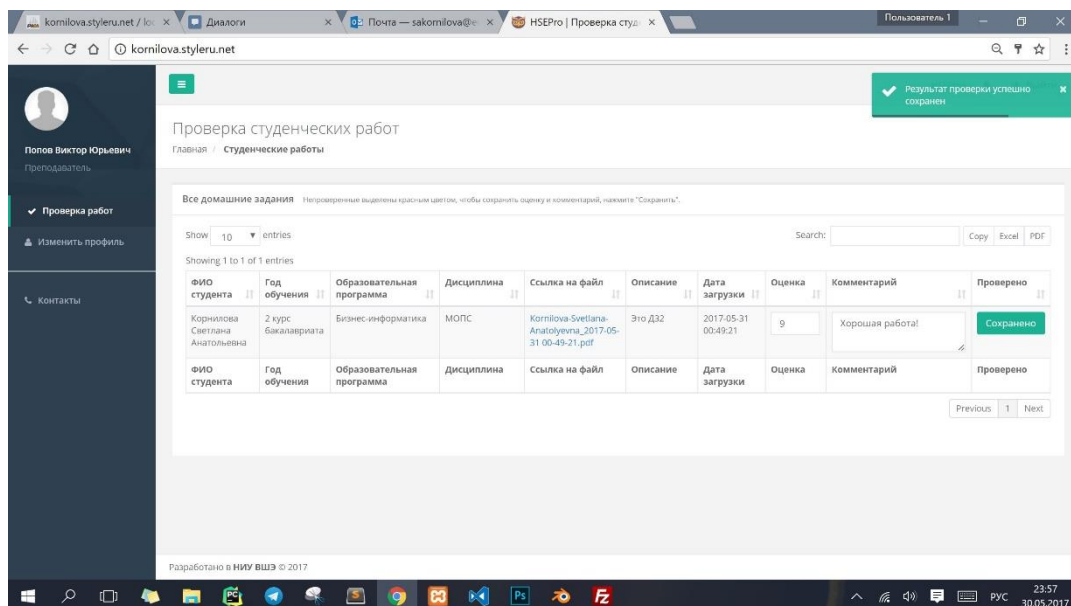 kornilova.styleru.net / lo
Диалоги
Почта — sakornilova@e
HSEPro | Проверка студ
Пользователь 1
kornilova.styleru.net
Результат проверки успешно
сохранен
Попов Виктор Юрьевич
Преподаватель
Проверка работ
Изменить профиль
Контакты
Проверка студенческих работ
Главная / Студенческие работы
Все домашние задания Непроверенные выделены красным цветом, чтобы сохранить оценку и комментарий, нажмите "Сохранить".
Show 10 entries Search: Copy Excel PDF
Showing 1 to 1 of 1 entries
ФИО Год Образовательная Дисциплина Ссылка на файл Описание Дата Оценка Комментарий Проверено
студента обучения программа загрузки
Корнилова 2 курс Бизнес-информатика МОПС Kornilova-Svetlana- Это ДЗ2 2017-05-31 9 Хорошая работа! Сохранено
Светлана бакалавриата Anatolyevna_2017-05- 00:49:21
Анатольевна 31 00-49-21.pdf
ФИО Год Образовательная Дисциплина Ссылка на файл Описание Дата Оценка Комментарий Проверено
студента обучения программа загрузки
Previous 1 Next
Разработано в НИУ ВШЭ © 2017
РУС
23:57
30.05.2017